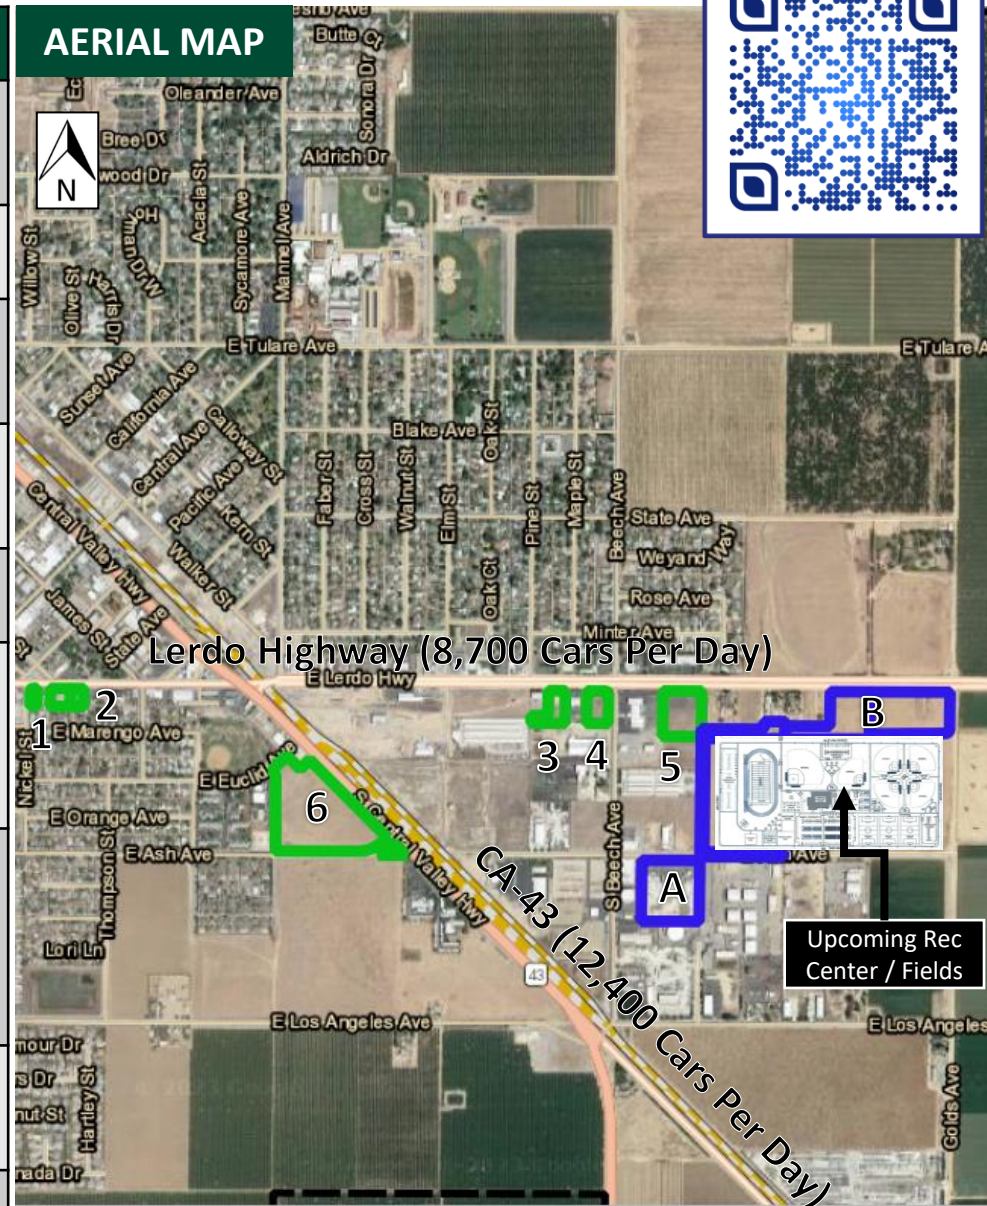 AERIAL MAP
Butte Ct
Oleander Ave
Sonora Dr
Bree Dr
Aldrich Dr
wood Dr
N
Acacia St
Sycamore Ave
Mannel Ave
Willow St
Olive St
Harris Dr
E Tulare Ave
E Tulare A
Sunset Ave
California Ave
Central Ave
Calloway St
Pacific Ave
Kern St
Walker St
Blake Ave
Oak St
Faber St
Cross St
Walnut St
Elm St
Pine St
Maple St
Beech Ave
State Ave
Weyand Way
Oak Ct
Rose Ave
Minter Ave
Central Valley Hwy
James St
State Ave
St
Lerdo Highway (8,700 Cars Per Day)
E Lerdo Hwy
1
2
3
4
5
B
E Marengo Ave
Nickel St
E Euclid Ave
6
E Orange Ave
S Central Valley Hwy
E Ash Ave
Thompson St
S Beech Ave
Ave
A
CA-43 (12,400 Cars Per Day)
Upcoming Rec
Center / Fields
Lori Ln
43
E Los Angeles Ave
E Los Angeles
mour Dr
s Dr
nut St
Hartley St
nada Dr
Golds Ave